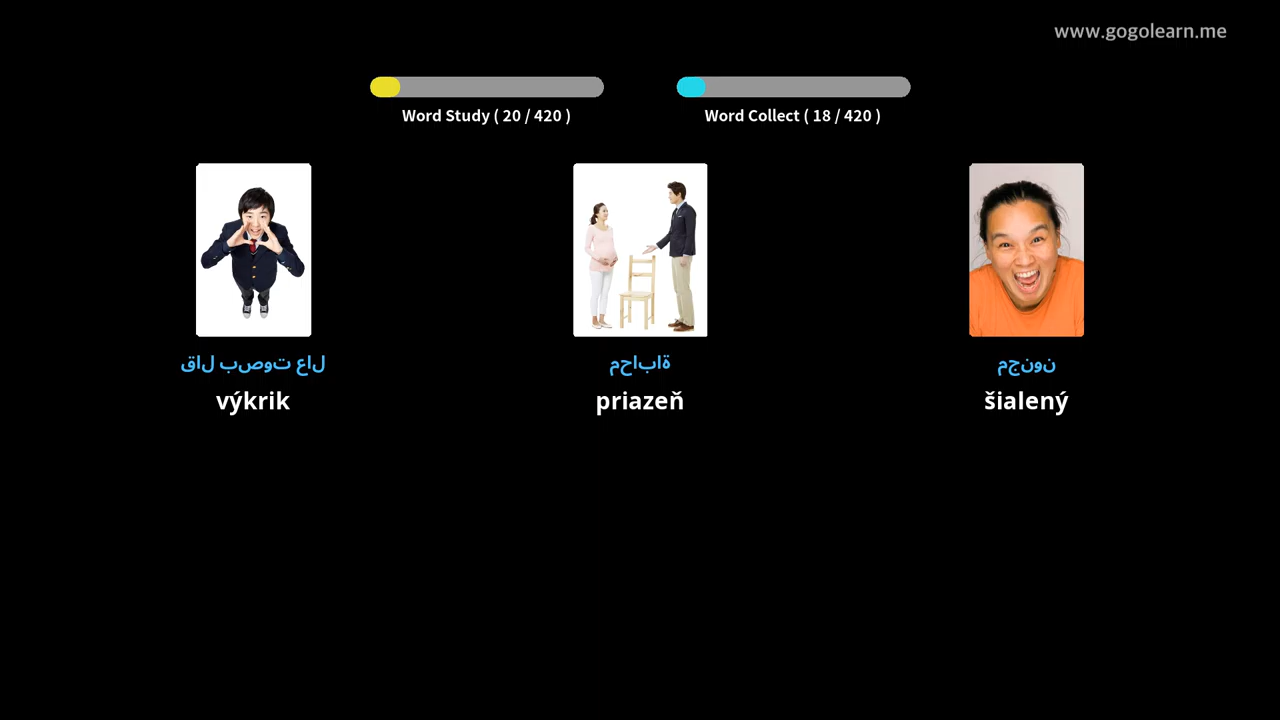 www.gogolearn.me
Word Study ( 20 / 420 )
Word Collect ( 18 / 420 )
قال بصوت عال
محاباة
مجنون
výkrik
priazeň
šialený